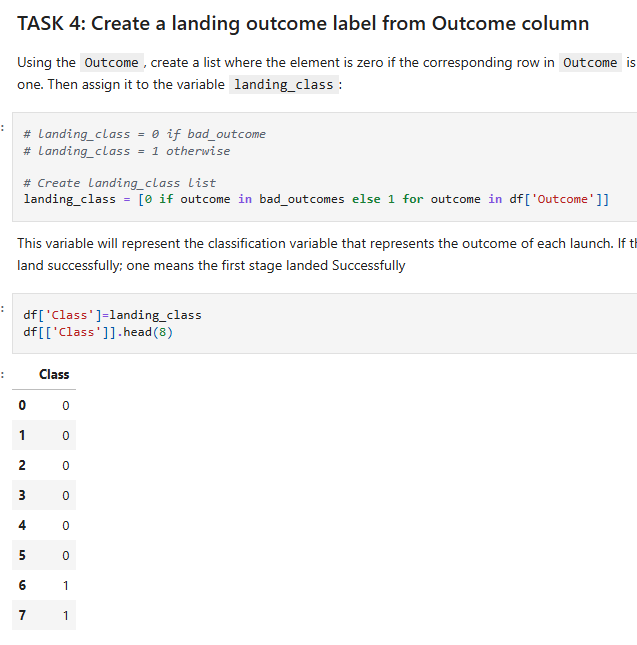 TASK 4: Create a landing outcome label from Outcome column
Using the Outcome, create a list where the element is zero if the corresponding row in Outcome is
one. Then assign it to the variable landing_class:
:
# landing_class = 0 if bad_outcome
# landing_class = 1 otherwise
# Create landing_class list
landing_class = [0 if outcome in bad_outcomes else 1 for outcome in df['Outcome']]
This variable will represent the classification variable that represents the outcome of each launch. If
land successfully; one means the first stage landed Successfully
:
df['Class']=landing_class
df[['Class']].head(8)
:
Class
0 0
1 0
2 0
3 0
4 0
5 0
6 1
7 1